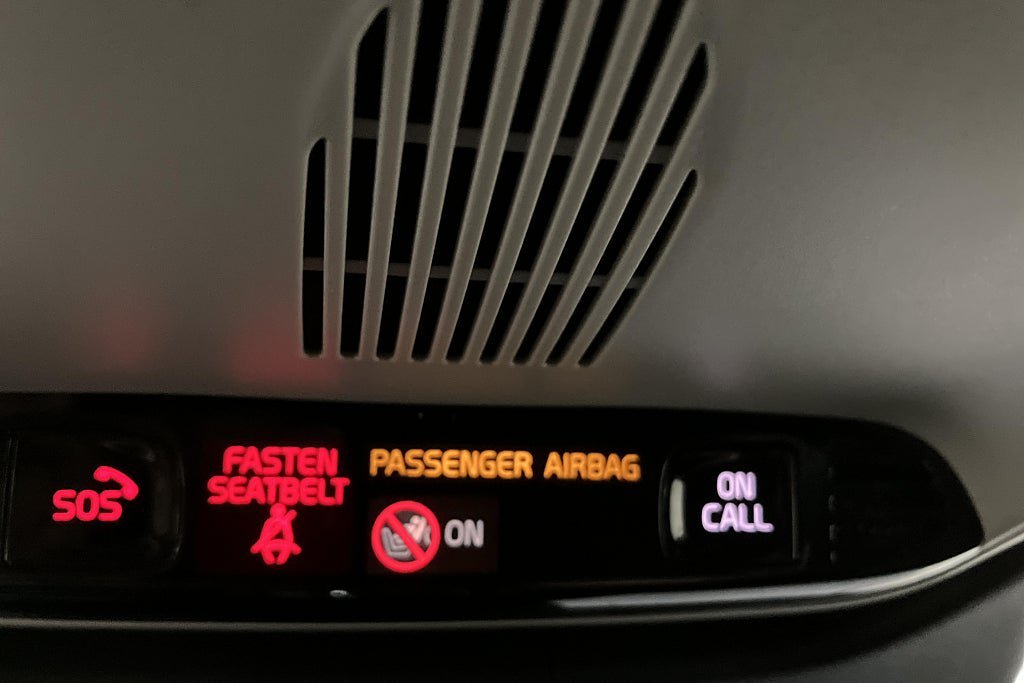 SOS
FASTEN
SEATBELT
PASSENGER AIRBAG
ON
ON
CALL